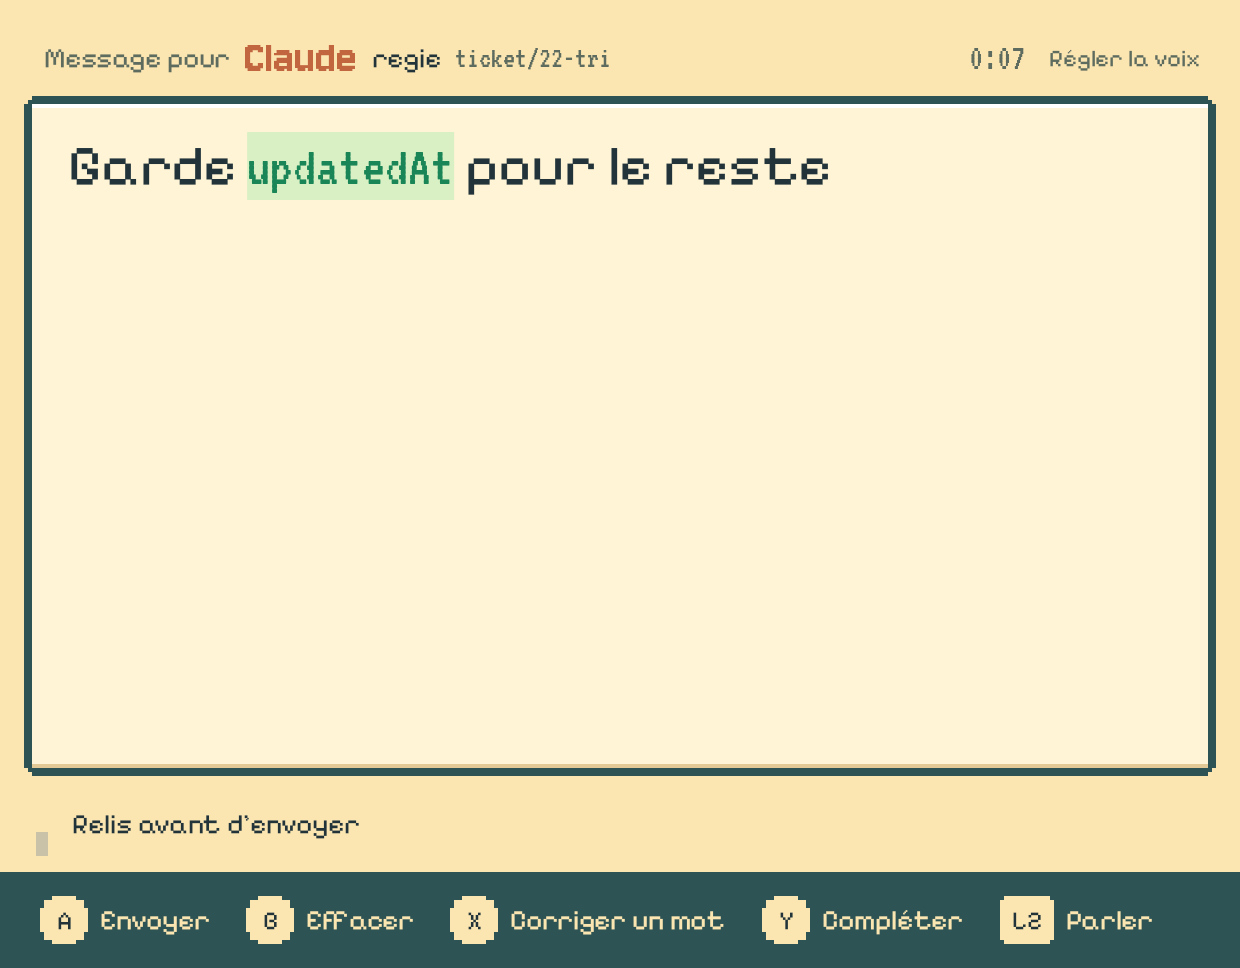 Message pour Claude regie ticket/22-tri 0:07 Régler la voix
Garde updatedAt pour le reste
Relis avant d'envoyer
A Envoyer B Effacer X Corriger un mot Y Compléter L2 Parler